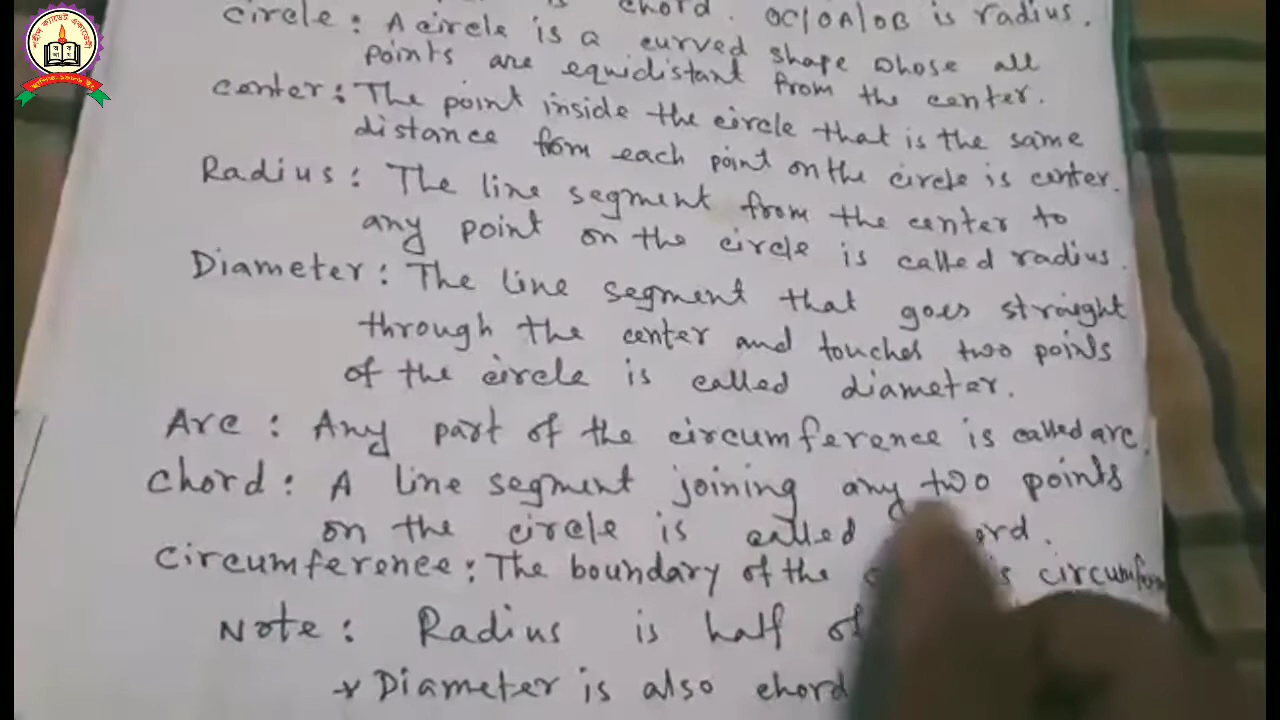 chord. OC/OA/OB is radius.
circle: A circle is a curved shape whose all
points are equidistant from the center.
center: The point inside the circle that is the same
distance from each point on the circle is center.
Radius: The line segment from the center to
any point on the circle is called radius.
Diameter: The line segment that goes straight
through the center and touches two points
of the circle is called diameter.
Arc: Any part of the circumference is called arc.
chord: A line segment joining any two points
on the circle is called
Circumference: The boundary of the is circumfer
Note: Radius is half of
Diameter is also chord